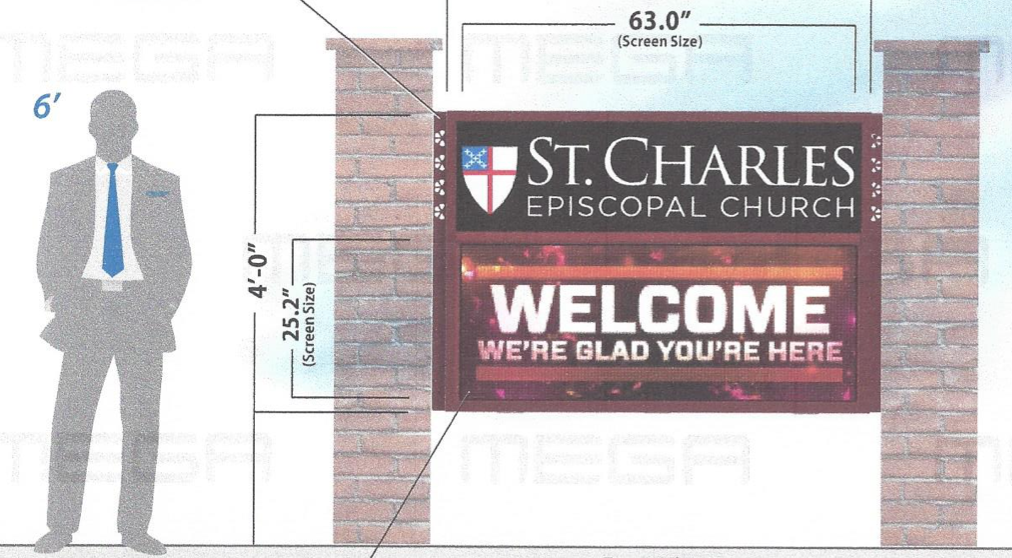 63.0"
(Screen Size)
6'
ST. CHARLES
EPISCOPAL CHURCH
4'-0"
25.2"
(Screen Size)
WELCOME
WE'RE GLAD YOU'RE HERE